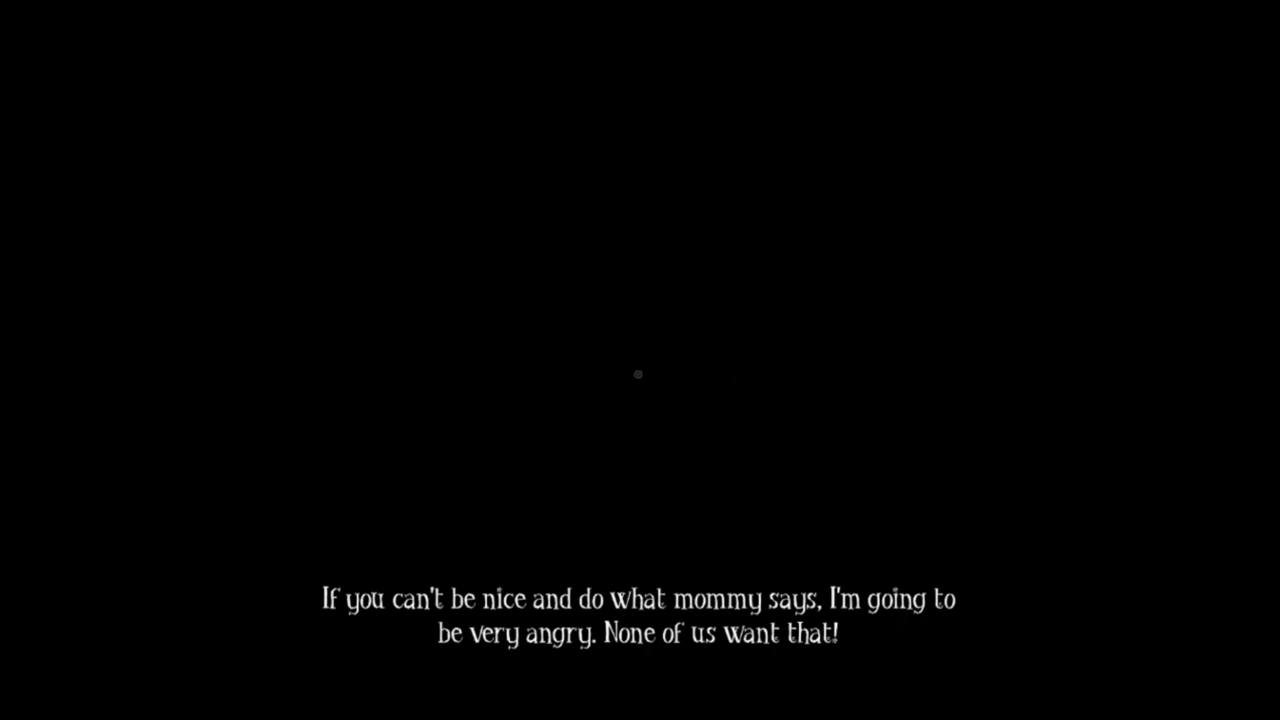 If you can't be nice and do what mommy says, I'm going to
be very angry. None of us want that!